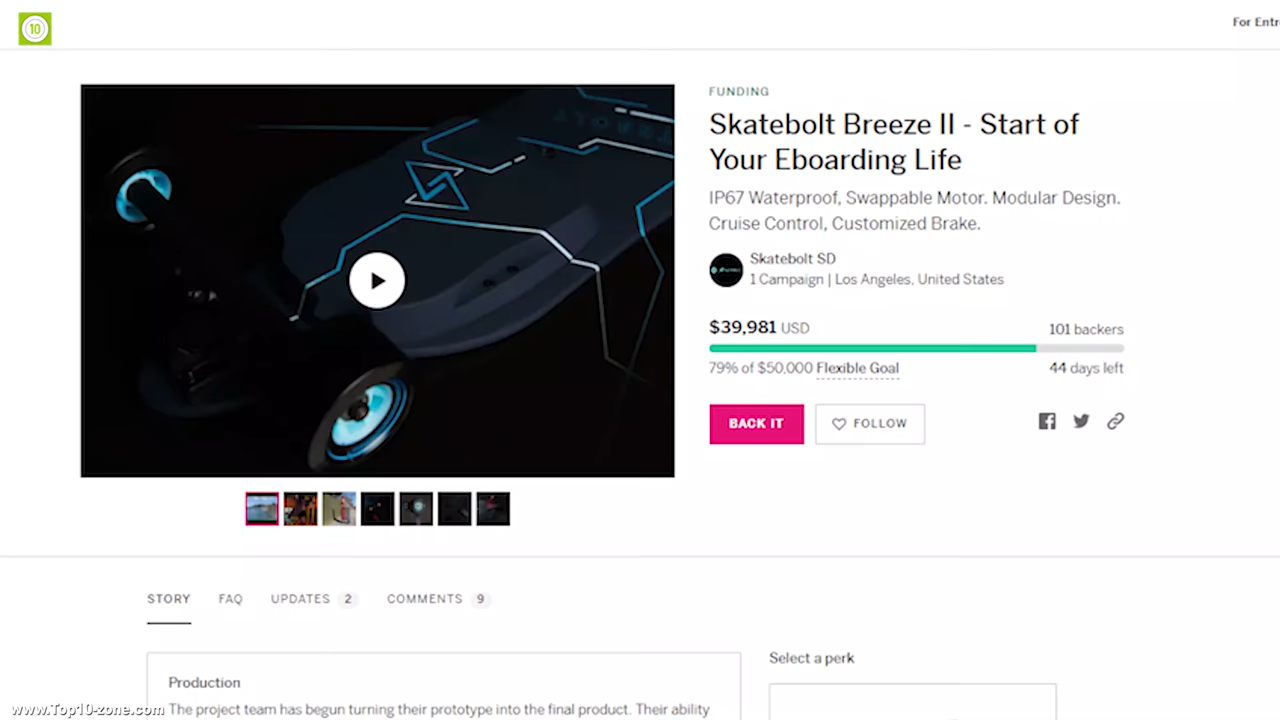 10
For Entr
FUNDING
Skatebolt Breeze II - Start of
Your Eboarding Life
IP67 Waterproof, Swappable Motor. Modular Design.
Cruise Control, Customized Brake.
Skatebolt SD
1 Campaign | Los Angeles, United States
$39,981 USD
101 backers
79% of $50,000 Flexible Goal
44 days left
BACK IT
FOLLOW
STORY FAQ UPDATES 2 COMMENTS 9
Select a perk
Production
The project team has begun turning their prototype into the final product. Their ability
www.Top10-zone.com